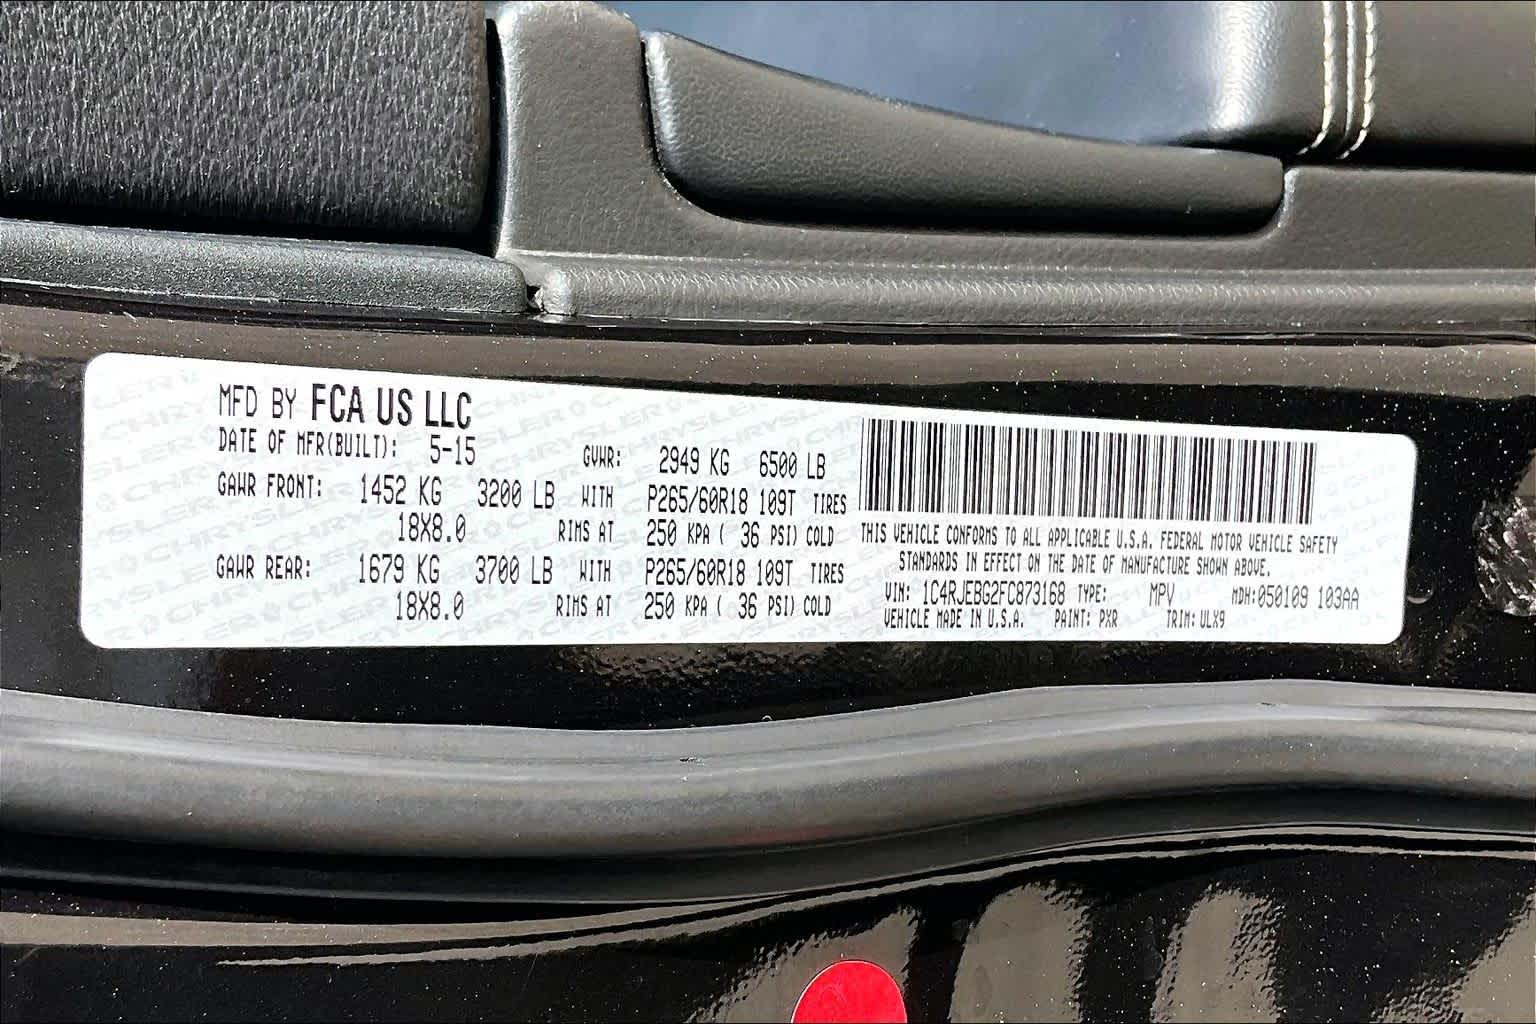 MFD BY FCA US LLC
DATE OF MFR(BUILT): 5-15 GVWR: 2949 KG 6500 LB
GAWR FRONT: 1452 KG 3200 LB WITH P265/60R18 109T TIRES
18X8.0 RIMS AT 250 KPA ( 36 PSI) COLD
GAWR REAR: 1679 KG 3700 LB WITH P265/60R18 109T TIRES
18X8.0 RIMS AT 250 KPA ( 36 PSI) COLD
THIS VEHICLE CONFORMS TO ALL APPLICABLE U.S.A. FEDERAL MOTOR VEHICLE SAFETY
STANDARDS IN EFFECT ON THE DATE OF MANUFACTURE SHOWN ABOVE.
VIN: 1C4RJEBG2FC873168 TYPE: MPV MDH:050109 103AA
VEHICLE MADE IN U.S.A. PAINT: PXR TRIM: ULX9